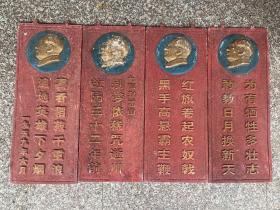 七律 到韶山
别梦依稀咒逝川
故园三十二年前
红旗卷起农奴戟
黑手高悬霸主鞭
为有牺牲多壮志
敢教日月换新天
喜看稻菽千重浪
遍地英雄下夕烟
一九五九年六月